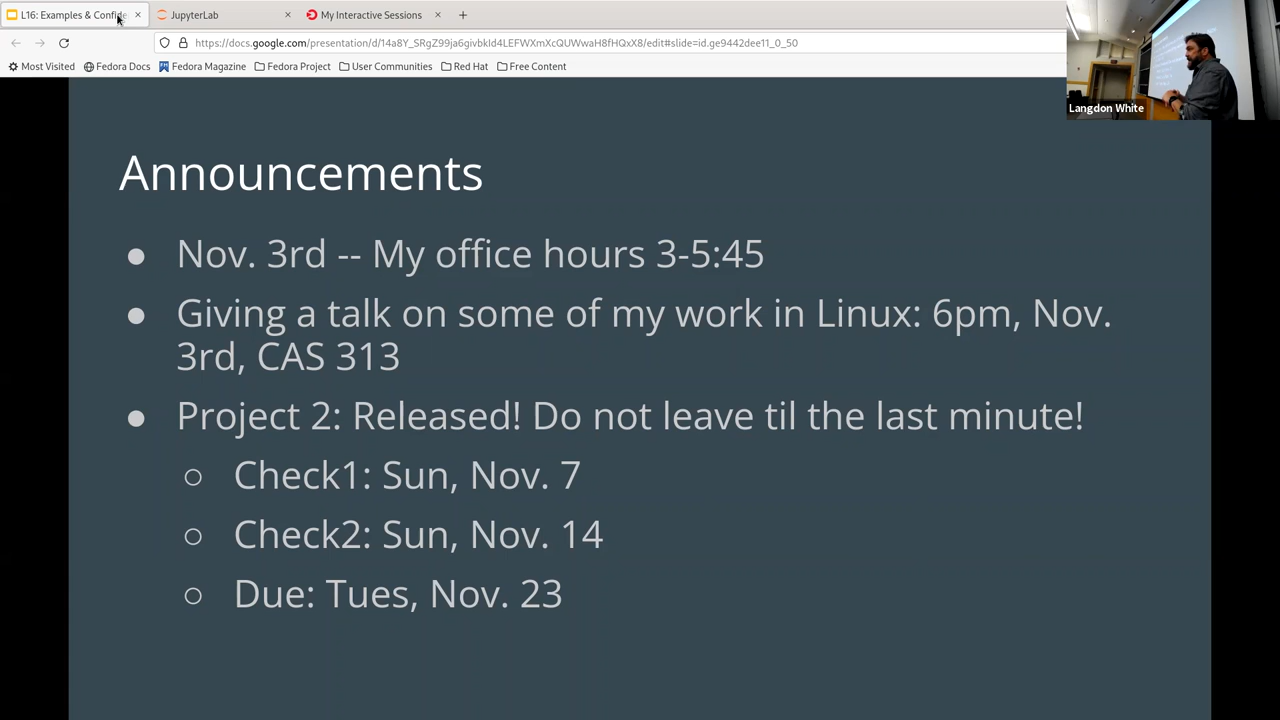 L16: Examples & Confide
JupyterLab
My Interactive Sessions
https://docs.google.com/presentation/d/14a8Y_SRgZ99ja6givbkId4LEFWXmXcQUWwaH8fHQxX8/edit#slide=id.ge9442dee11_0_50
Most Visited
Fedora Docs
Fedora Magazine
Fedora Project
User Communities
Red Hat
Free Content
Langdon White
Announcements
● Nov. 3rd -- My office hours 3-5:45
● Giving a talk on some of my work in Linux: 6pm, Nov.
3rd, CAS 313
● Project 2: Released! Do not leave til the last minute!
○ Check1: Sun, Nov. 7
○ Check2: Sun, Nov. 14
○ Due: Tues, Nov. 23